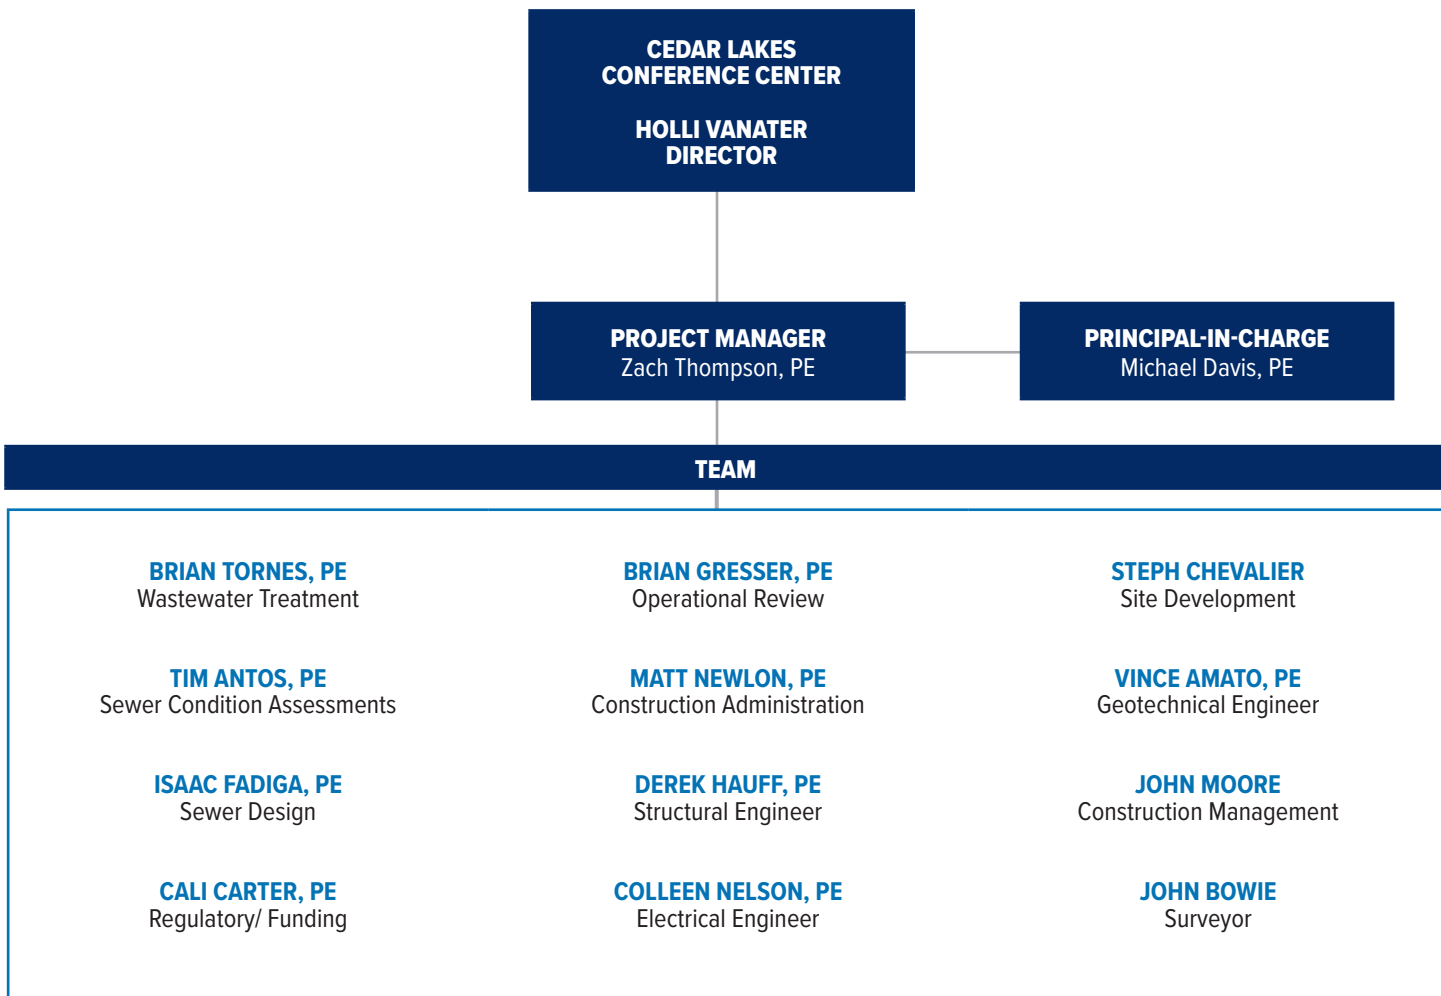 CEDAR LAKES
CONFERENCE CENTER
HOLLI VANATER
DIRECTOR
PROJECT MANAGER
Zach Thompson, PE
PRINCIPAL-IN-CHARGE
Michael Davis, PE
TEAM
BRIAN TORNES, PE
Wastewater Treatment
BRIAN GRESSER, PE
Operational Review
STEPH CHEVALIER
Site Development
TIM ANTOS, PE
Sewer Condition Assessments
MATT NEWLON, PE
Construction Administration
VINCE AMATO, PE
Geotechnical Engineer
ISAAC FADIGA, PE
Sewer Design
DEREK HAUFF, PE
Structural Engineer
JOHN MOORE
Construction Management
CALI CARTER, PE
Regulatory/ Funding
COLLEEN NELSON, PE
Electrical Engineer
JOHN BOWIE
Surveyor